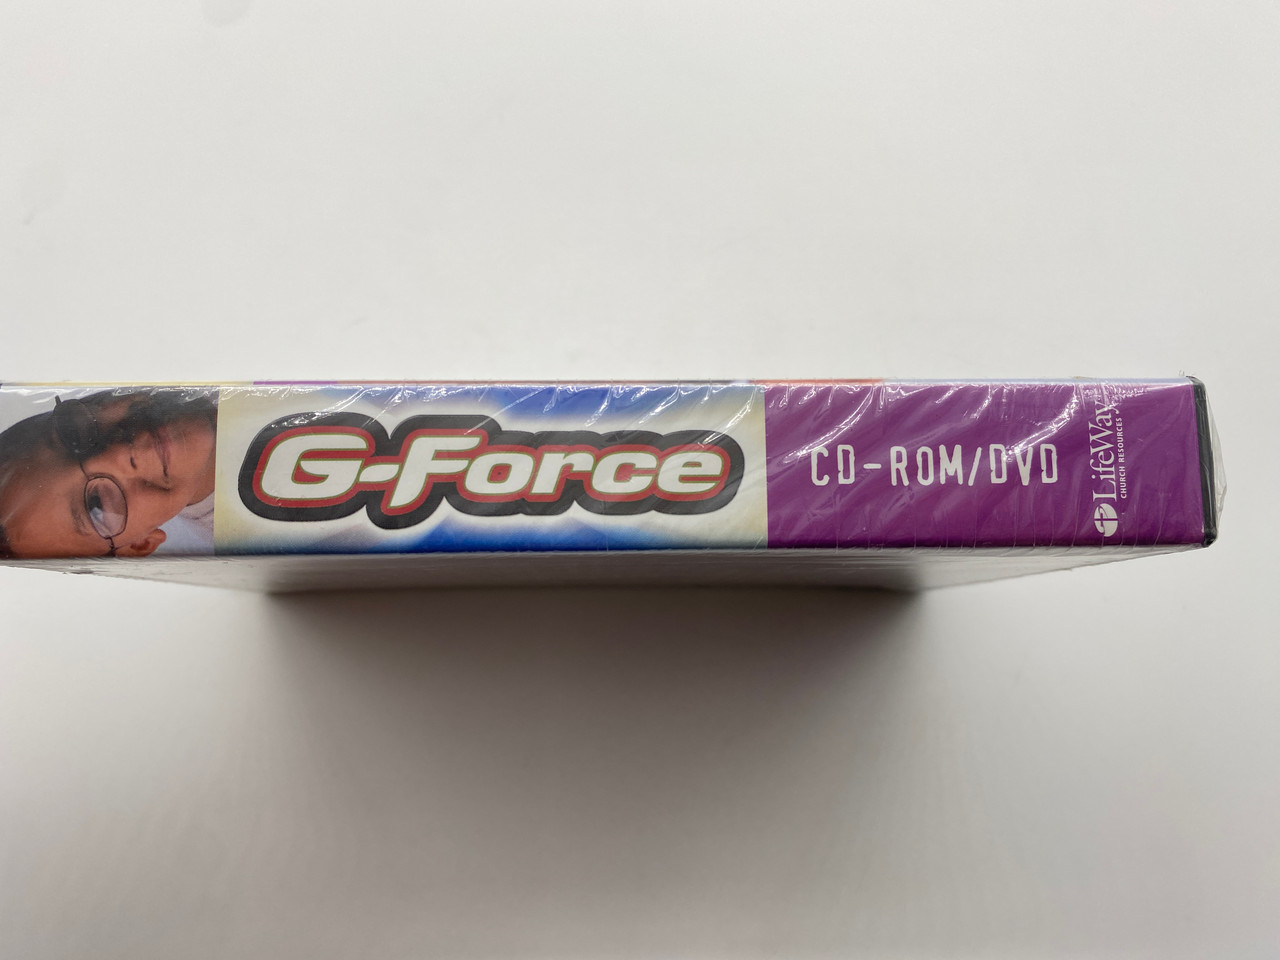 G-Force
CD-ROM/DVD
LifeWay
CHURCH RESOURCES